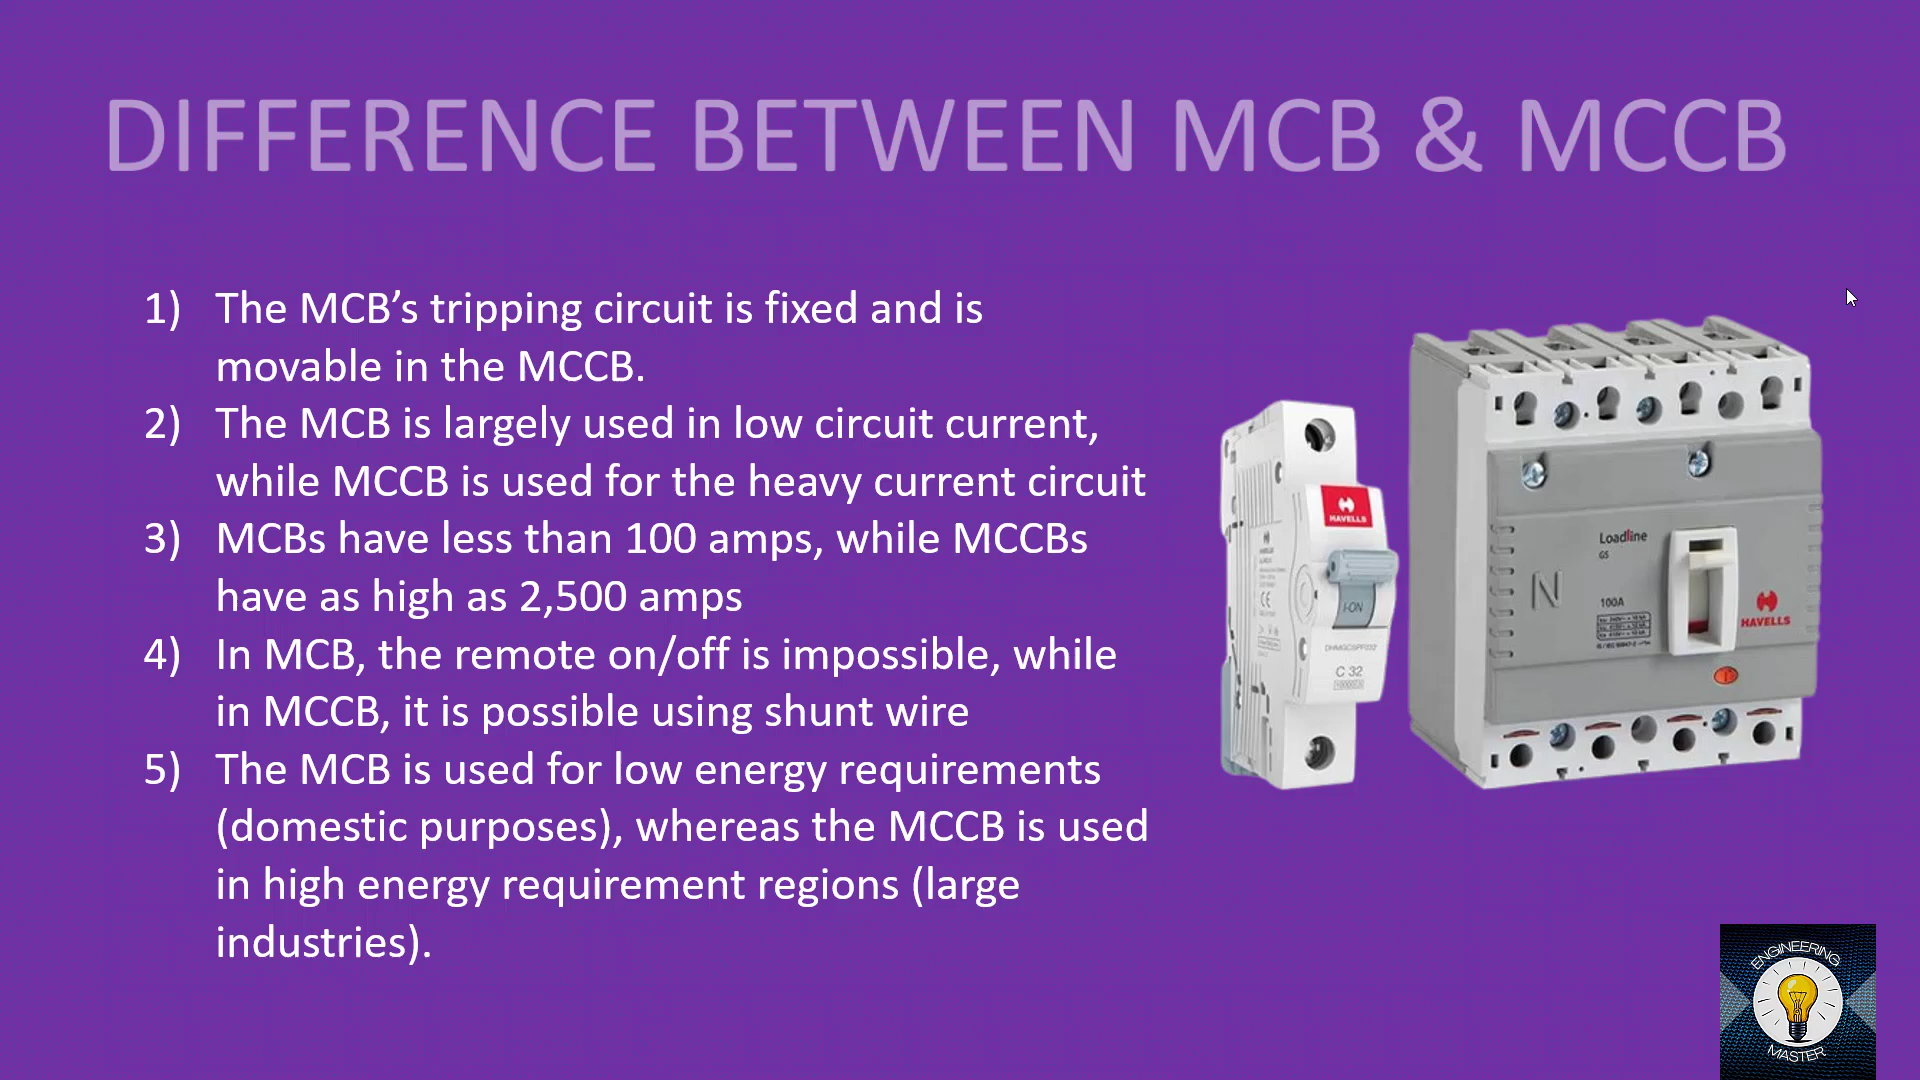 DIFFERENCE BETWEEN MCB & MCCB
1) The MCB’s tripping circuit is fixed and is
movable in the MCCB.
2) The MCB is largely used in low circuit current,
while MCCB is used for the heavy current circuit
3) MCBs have less than 100 amps, while MCCBs
have as high as 2,500 amps
4) In MCB, the remote on/off is impossible, while
in MCCB, it is possible using shunt wire
5) The MCB is used for low energy requirements
(domestic purposes), whereas the MCCB is used
in high energy requirement regions (large
industries).
HAVELLS
I-ON
C 32
Loadline
GS
N
100A
HAVELLS
ENGINEERING
MASTER